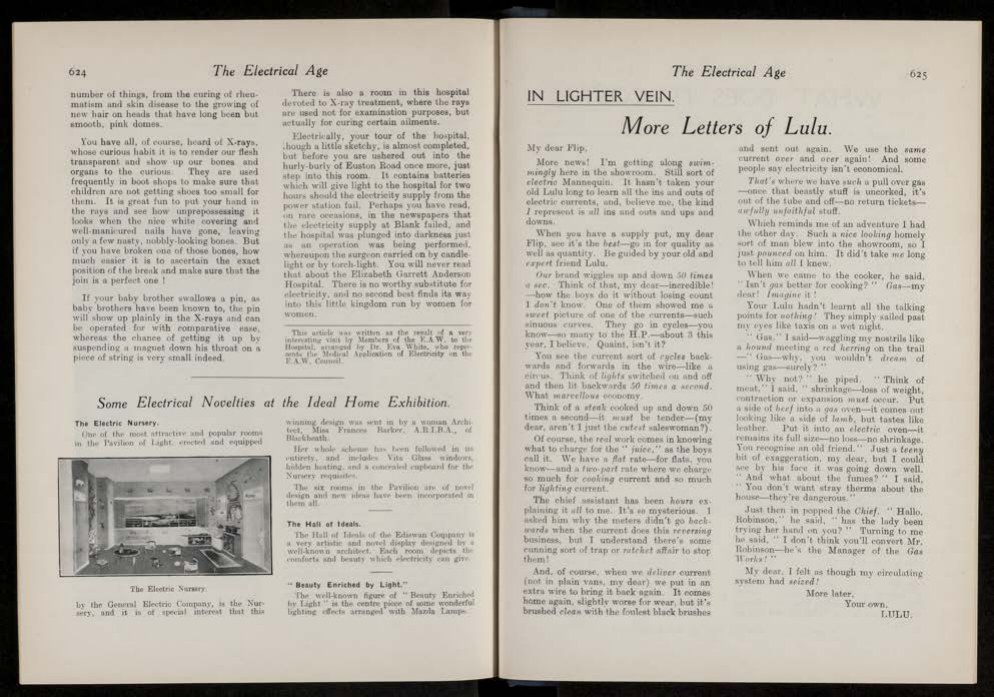 624
The Electrical Age
number of things, from the curing of rheu-
matism and skin disease to the growing of
new hair on heads that have long been but
smooth, pink domes.
You have all, of course, heard of X-rays,
whose curious habit it is to render our flesh
transparent and show up our bones and
organs to the curious. They are used
frequently in boot shops to make sure that
children are not getting shoes too small for
them. It is great fun to put your hand in
the rays and see how unprepossessing it
looks when the nice white covering and
well-manicured nails have gone, leaving
only a few nasty, nobbly-looking bones. But
if you have broken one of those bones, how
much easier it is to ascertain the exact
position of the break and make sure that the
join is a perfect one !
If your baby brother swallows a pin, as
baby brothers have been known to, the pin
will show up plainly in the X-rays and can
be operated for with comparative ease,
whereas the chance of getting it up by
suspending a magnet down his throat on a
piece of string is very small indeed.
There is also a room in this hospital
devoted to X-ray treatment, where the rays
are used not for examination purposes, but
actually for curing certain ailments.
Electrically, your tour of the hospital,
though a little sketchy, is almost completed,
but before you are ushered out into the
hurly-burly of Euston Road once more, just
step into this room. It contains batteries
which will give light to the hospital for two
hours should the electricity supply from the
power station fail. Perhaps you have read,
on rare occasions, in the newspapers that
the electricity supply at Blank failed, and
the hospital was plunged into darkness just
as an operation was being performed,
whereupon the surgeon carried on by candle-
light or by torch-light. You will never read
that about the Elizabeth Garrett Anderson
Hospital. There is no worthy substitute for
electricity, and no second best finds its way
into this little kingdom run by women for
women.
This article was written as the result of a very
interesting visit by Members of the E.A.W. to the
Hospital, arranged by Dr. Eva White, who repre-
sents the Medical Application of Electricity on the
E.A.W. Council.
Some Electrical Novelties at the Ideal Home Exhibition.
The Electric Nursery.
One of the most attractive and popular rooms
in the Pavilion of Light, erected and equipped
The Electric Nursery.
by the General Electric Company, is the Nur-
sery, and it is of special interest that this
winning design was sent in by a woman Archi-
tect, Miss Frances Barker, A.R.I.B.A., of
Blackheath.
Her whole scheme has been followed in its
entirety, and includes Vita Glass windows,
hidden heating, and a concealed cupboard for the
Nursery requisites.
The six rooms in the Pavilion are of novel
design and new ideas have been incorporated in
them all.
The Hall of Ideals.
The Hall of Ideals of the Ediswan Company is
a very artistic and novel display designed by a
well-known architect. Each room depicts the
comforts and beauty which electricity can give.
" Beauty Enriched by Light."
The well-known figure of " Beauty Enriched
by Light " is the centre piece of some wonderful
lighting effects arranged with Mazda Lamps.
The Electrical Age
625
IN LIGHTER VEIN.
More Letters of Lulu.
My dear Flip,
More news! I'm getting along swim-
mingly here in the showroom. Still sort of
electric Mannequin. It hasn't taken your
old Lulu long to learn all the ins and outs of
electric currents, and, believe me, the kind
I represent is all ins and outs and ups and
downs.
When you have a supply put, my dear
Flip, see it's the best—go in for quality as
well as quantity. Be guided by your old and
expert friend Lulu.
Our brand wiggles up and down 50 times
a sec. Think of that, my dear—incredible!
—how the boys do it without losing count
I don't know. One of them showed me a
sweet picture of one of the currents—such
sinuous curves. They go in cycles—you
know—so many to the H.P.—about 3 this
year, I believe. Quaint, isn't it?
You see the current sort of cycles back-
wards and forwards in the wire—like a
circus. Think of lights switched on and off
and then lit backwards 50 times a second.
What marvellous economy.
Think of a steak cooked up and down 50
times a second—it must be tender—(my
dear, aren't I just the cutest saleswoman?).
Of course, the real work comes in knowing
what to charge for the " juice," as the boys
call it. We have a flat rate—for flats, you
know—and a two-part rate where we charge
so much for cooking current and so much
for lighting current.
The chief assistant has been hours ex-
plaining it all to me. It's so mysterious. I
asked him why the meters didn't go back-
wards when the current does this reversing
business, but I understand there's some
cunning sort of trap or ratchet affair to stop
them!
And, of course, when we deliver current
(not in plain vans, my dear) we put in an
extra wire to bring it back again. It comes
home again, slightly worse for wear, but it's
brushed clean with the foulest black brushes
and sent out again. We use the same
current over and over again! And some
people say electricity isn't economical.
That's where we have such a pull over gas
—once that beastly stuff is uncorked, it's
out of the tube and off—no return tickets—
awfully unfaithful stuff.
Which reminds me of an adventure I had
the other day. Such a nice looking homely
sort of man blew into the showroom, so I
just pounced on him. It did't take me long
to tell him all I knew.
When we came to the cooker, he said,
" Isn't gas better for cooking? " Gas—my
dear! Imagine it !
Your Lulu hadn't learnt all the talking
points for nothing! They simply sailed past
my eyes like taxis on a wet night.
" Gas," I said—waggling my nostrils like
a hound meeting a red herring on the trail
—" Gas—why, you wouldn't dream of
using gas—surely? "
" Why not? " he piped. " Think of
meat," I said, " shrinkage—loss of weight,
contraction or expansion must occur. Put
a side of beef into a gas oven—it comes out
looking like a side of lamb, but tastes like
leather. Put it into an electric oven—it
remains its full size—no loss—no shrinkage.
You recognise an old friend." Just a teeny
bit of exaggeration, my dear, but I could
see by his face it was going down well.
" And what about the fumes? " I said,
" You don't want stray therms about the
house—they're dangerous."
Just then in popped the Chief. " Hallo,
Robinson," he said, " has the lady been
trying her hand on you? " Turning to me
he said, " I don't think you'll convert Mr.
Robinson—he's the Manager of the Gas
Works! "
My dear, I felt as though my circulating
system had seized!
More later,
Your own,
LULU.